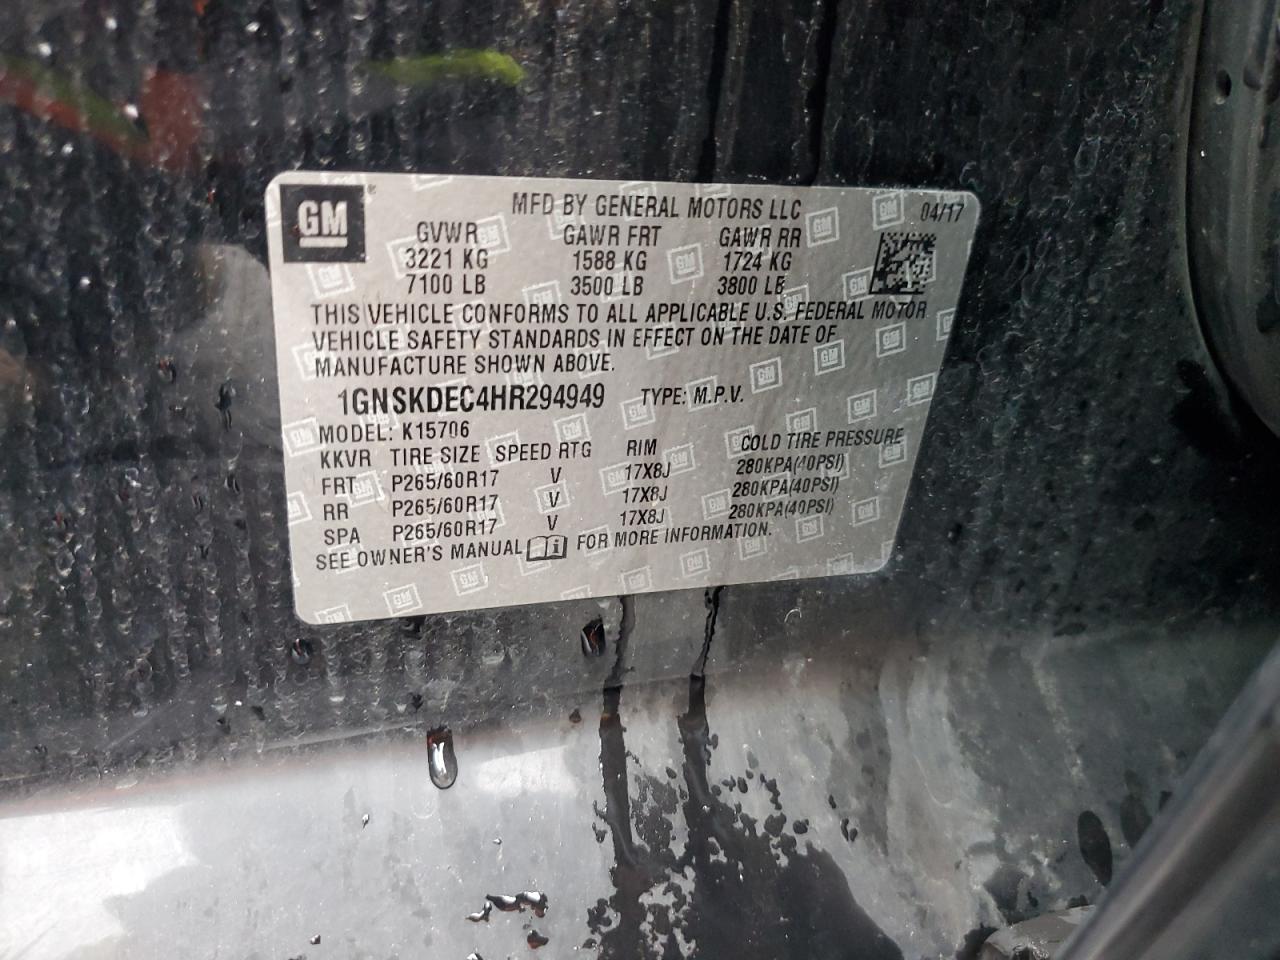 GM ®
MFD BY GENERAL MOTORS LLC 04/17
GVWR GAWR FRT GAWR RR
3221 KG 1588 KG 1724 KG
7100 LB 3500 LB 3800 LB
THIS VEHICLE CONFORMS TO ALL APPLICABLE U.S. FEDERAL MOTOR
VEHICLE SAFETY STANDARDS IN EFFECT ON THE DATE OF
MANUFACTURE SHOWN ABOVE.
1GNSKDEC4HR294949 TYPE: M.P.V.
MODEL: K15706
KKVR TIRE SIZE SPEED RTG RIM COLD TIRE PRESSURE
FRT P265/60R17 V 17X8J 280KPA(40PSI)
RR P265/60R17 V 17X8J 280KPA(40PSI)
SPA P265/60R17 V 17X8J 280KPA(40PSI)
SEE OWNER'S MANUAL i FOR MORE INFORMATION.